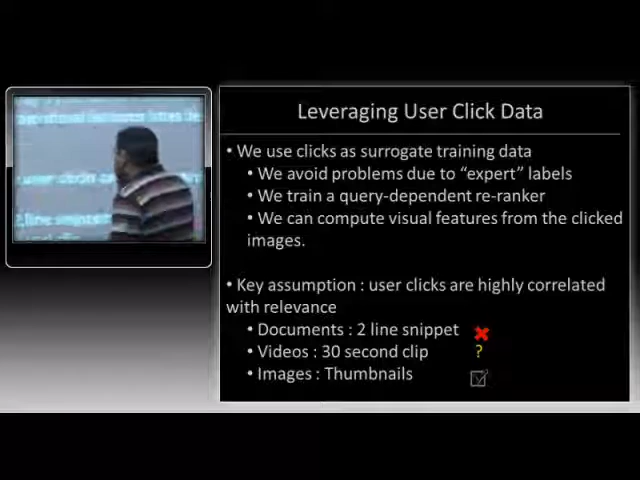 Leveraging User Click Data
• We use clicks as surrogate training data
• We avoid problems due to “expert” labels
• We train a query-dependent re-ranker
• We can compute visual features from the clicked
images.
• Key assumption : user clicks are highly correlated
with relevance
• Documents : 2 line snippet
• Videos : 30 second clip ?
• Images : Thumbnails